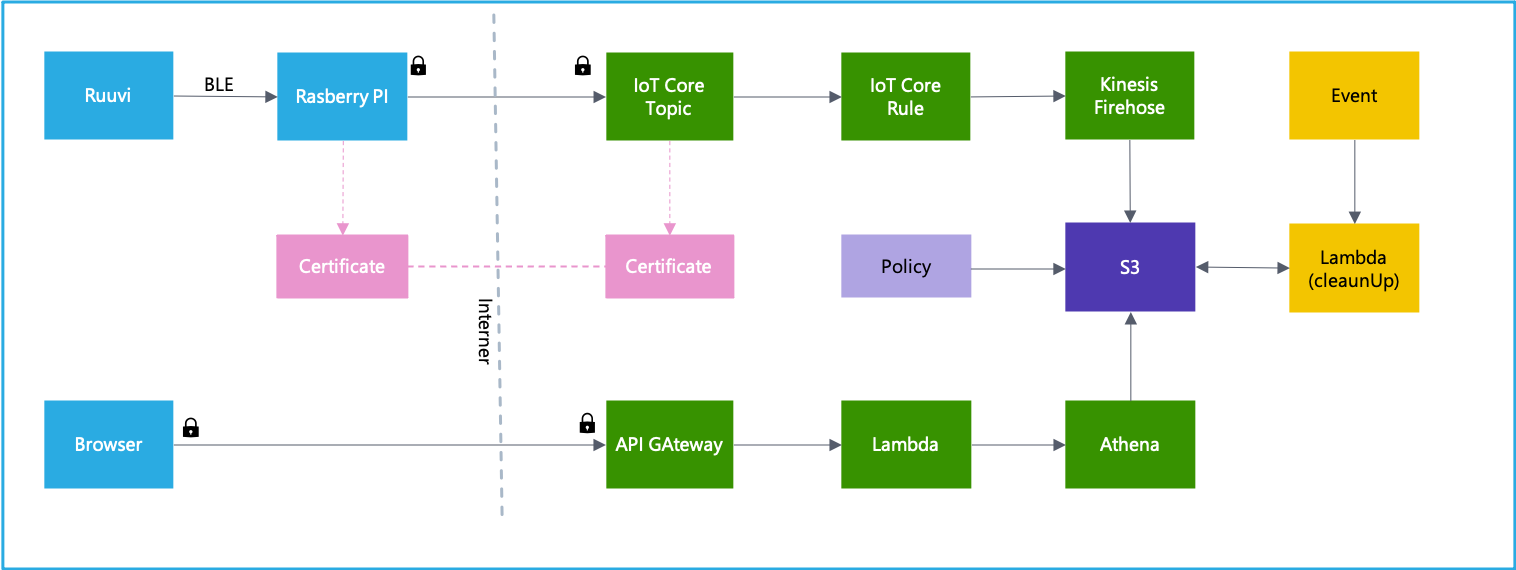 Ruuvi
BLE
Rasberry PI
IoT Core
Topic
IoT Core
Rule
Kinesis
Firehose
Event
Certificate
Certificate
Policy
S3
Lambda
(cleaunUp)
Interner
Browser
API GAteway
Lambda
Athena